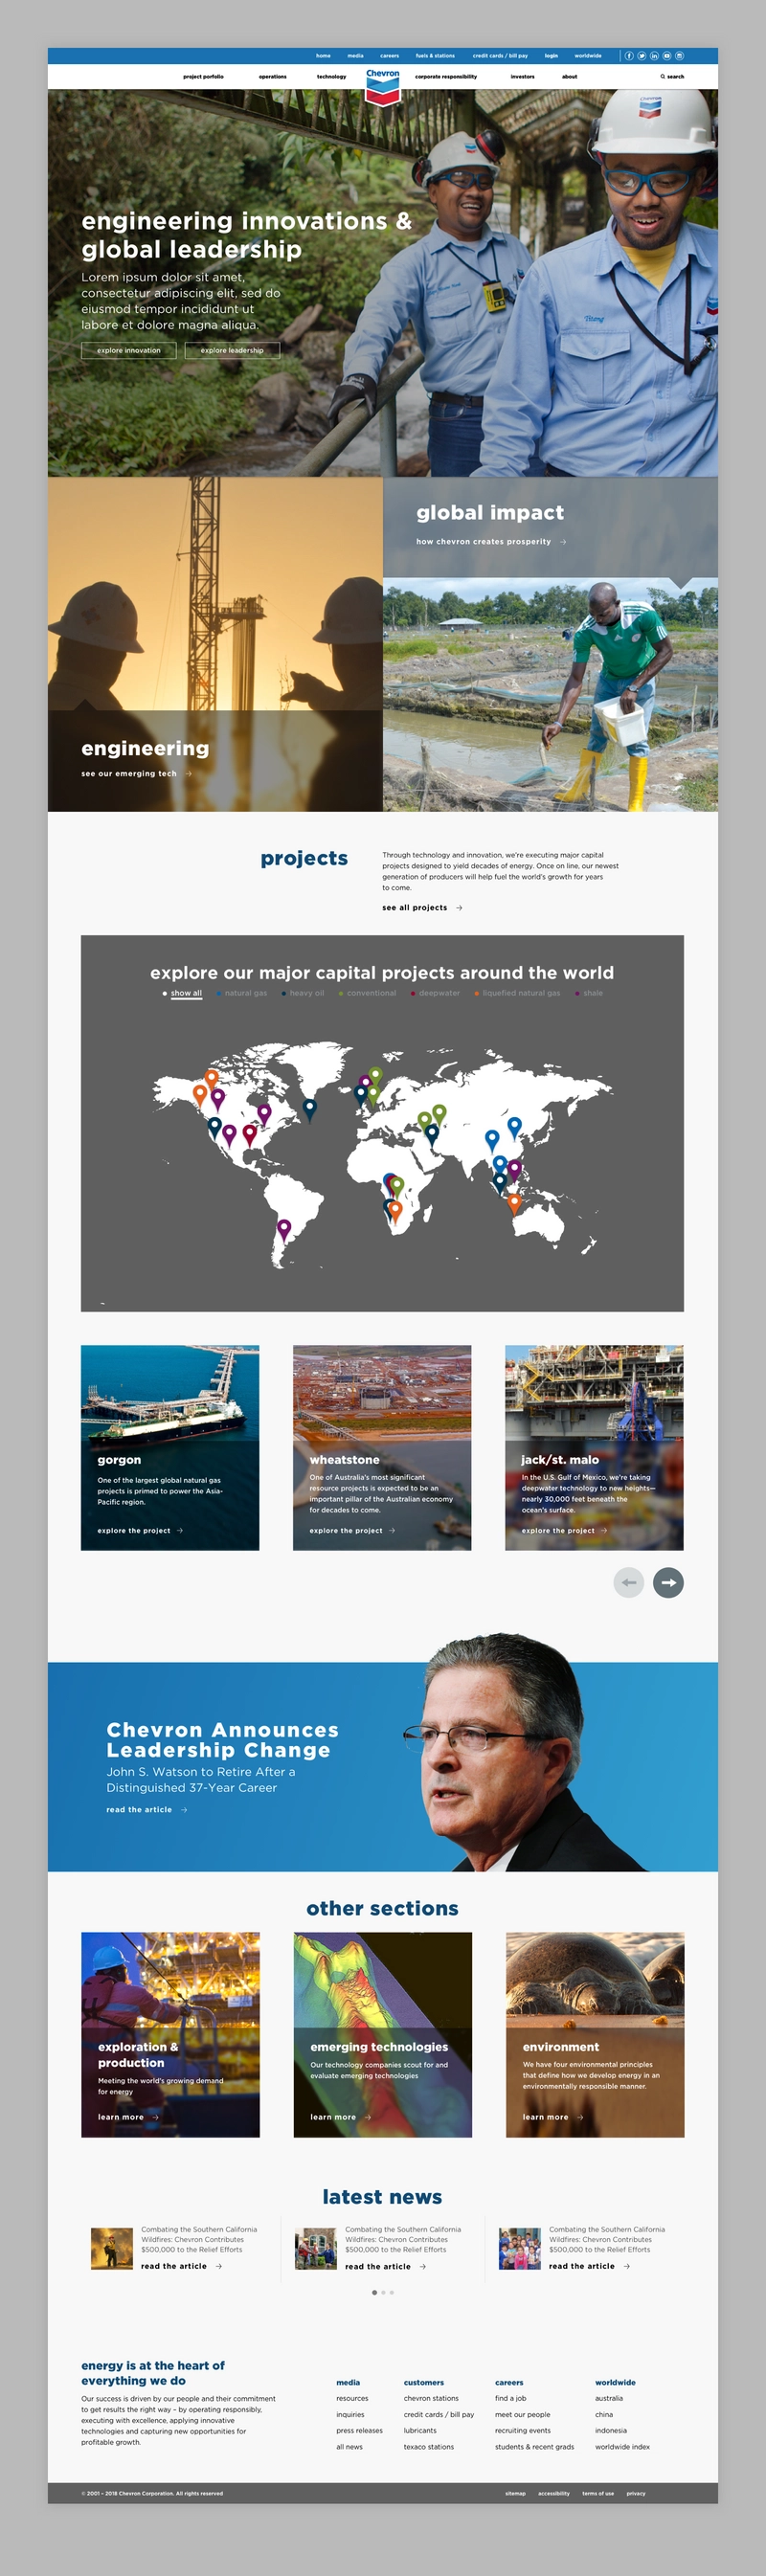 home media careers fuels & stations credit cards / bill pay login worldwide
project porfolio operations technology Chevron corporate responsibility investors about search
Chevron
engineering innovations &
global leadership
Lorem ipsum dolor sit amet,
consectetur adipiscing elit, sed do
eiusmod tempor incididunt ut
labore et dolore magna aliqua.
explore innovation explore leadership
global impact
how chevron creates prosperity →
engineering
see our emerging tech →
projects
Through technology and innovation, we're executing major capital
projects designed to yield decades of energy. Once on line, our newest
generation of producers will help fuel the world's growth for years
to come.
see all projects →
explore our major capital projects around the world
show all natural gas heavy oil conventional deepwater liquefied natural gas shale
gorgon
One of the largest global natural gas
projects is primed to power the Asia-
Pacific region.
explore the project →
wheatstone
One of Australia's most significant
resource projects is expected to be an
important pillar of the Australian economy
for decades to come.
explore the project →
jack/st. malo
In the U.S. Gulf of Mexico, we're taking
deepwater technology to new heights—
nearly 30,000 feet beneath the
ocean's surface.
explore the project →
Chevron Announces
Leadership Change
John S. Watson to Retire After a
Distinguished 37-Year Career
read the article →
other sections
exploration &
production
Meeting the world's growing demand
for energy
learn more →
emerging technologies
Our technology companies scout for and
evaluate emerging technologies
learn more →
environment
We have four environmental principles
that define how we develop energy in an
environmentally responsible manner.
learn more →
latest news
Combating the Southern California
Wildfires: Chevron Contributes
$500,000 to the Relief Efforts
read the article →
Combating the Southern California
Wildfires: Chevron Contributes
$500,000 to the Relief Efforts
read the article →
Combating the Southern California
Wildfires: Chevron Contributes
$500,000 to the Relief Efforts
read the article →
energy is at the heart of
everything we do
Our success is driven by our people and their commitment
to get results the right way – by operating responsibly,
executing with excellence, applying innovative
technologies and capturing new opportunities for
profitable growth.
media
resources
inquiries
press releases
all news
customers
chevron stations
credit cards / bill pay
lubricants
texaco stations
careers
find a job
meet our people
recruiting events
students & recent grads
worldwide
australia
china
indonesia
worldwide index
© 2001 – 2018 Chevron Corporation. All rights reserved
sitemap accessibility terms of use privacy